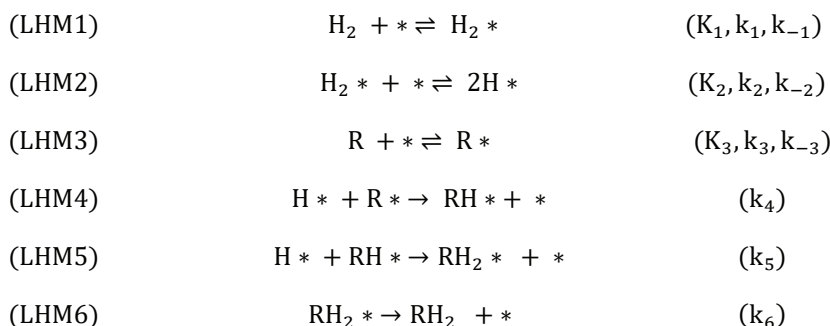 (LHM1) H₂ + * ⇌ H₂ * (K₁, k₁, k₋₁)
(LHM2) H₂ * + * ⇌ 2H * (K₂, k₂, k₋₂)
(LHM3) R + * ⇌ R * (K₃, k₃, k₋₃)
(LHM4) H * + R * → RH * + * (k₄)
(LHM5) H * + RH * → RH₂ * + * (k₅)
(LHM6) RH₂ * → RH₂ + * (k₆)